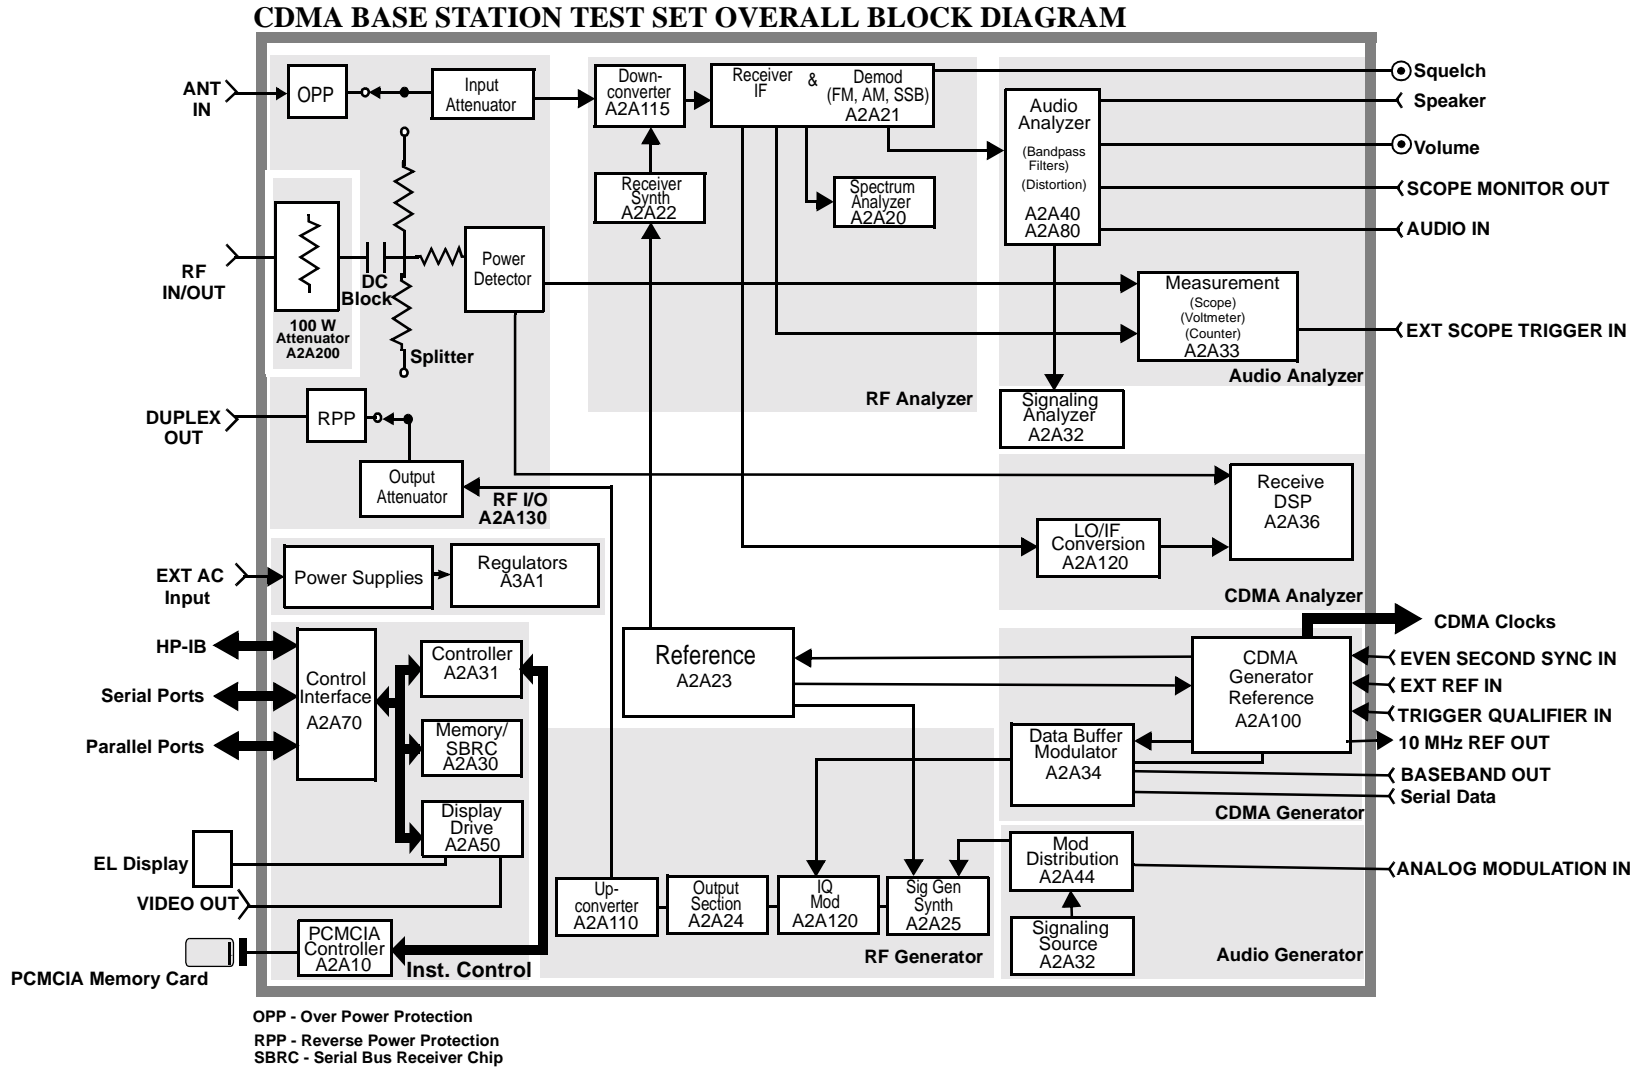 CDMA BASE STATION TEST SET OVERALL BLOCK DIAGRAM
ANT
IN
OPP
Input
Attenuator
Down-
converter
A2A115
Receiver
IF
&
Demod
(FM, AM, SSB)
A2A21
Squelch
Speaker
Volume
SCOPE MONITOR OUT
AUDIO IN
Audio
Analyzer
(Bandpass
Filters)
(Distortion)
A2A40
A2A80
Receiver
Synth
A2A22
Spectrum
Analyzer
A2A20
RF
IN/OUT
100 W
Attenuator
A2A200
DC
Block
Splitter
Power
Detector
Measurement
(Scope)
(Voltmeter)
(Counter)
A2A33
EXT SCOPE TRIGGER IN
Audio Analyzer
RF Analyzer
Signaling
Analyzer
A2A32
DUPLEX
OUT
RPP
Output
Attenuator
RF I/O
A2A130
Receive
DSP
A2A36
LO/IF
Conversion
A2A120
CDMA Analyzer
EXT AC
Input
Power Supplies
Regulators
A3A1
HP-IB
Serial Ports
Parallel Ports
Control
Interface
A2A70
Controller
A2A31
Memory/
SBRC
A2A30
Display
Drive
A2A50
EL Display
VIDEO OUT
PCMCIA
Controller
A2A10
Inst. Control
PCMCIA Memory Card
Reference
A2A23
CDMA
Generator
Reference
A2A100
CDMA Clocks
EVEN SECOND SYNC IN
EXT REF IN
TRIGGER QUALIFIER IN
10 MHz REF OUT
BASEBAND OUT
Serial Data
Data Buffer
Modulator
A2A34
CDMA Generator
Mod
Distribution
A2A44
ANALOG MODULATION IN
Signaling
Source
A2A32
Audio Generator
Up-
converter
A2A110
Output
Section
A2A24
IQ
Mod
A2A120
Sig Gen
Synth
A2A25
RF Generator
OPP - Over Power Protection
RPP - Reverse Power Protection
SBRC - Serial Bus Receiver Chip